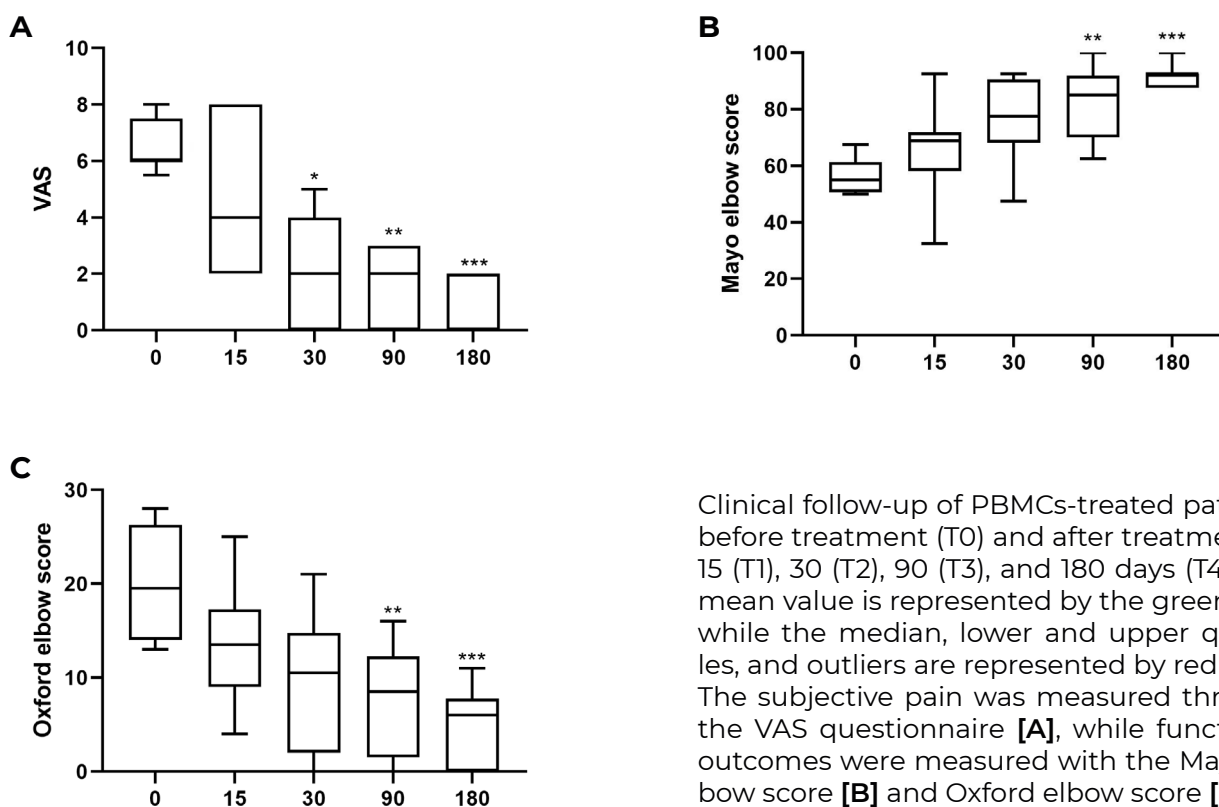 A
10
8
6
4
2
0
VAS
*
**
***
0 15 30 90 180
B
100
80
60
40
20
0
Mayo elbow score
**
***
0 15 30 90 180
C
30
20
10
0
Oxford elbow score
**
***
0 15 30 90 180
Clinical follow-up of PBMCs-treated pat
before treatment (T0) and after treatme
15 (T1), 30 (T2), 90 (T3), and 180 days (T4
mean value is represented by the green
while the median, lower and upper q
les, and outliers are represented by red
The subjective pain was measured thr
the VAS questionnaire [A], while funct
outcomes were measured with the Ma
bow score [B] and Oxford elbow score [